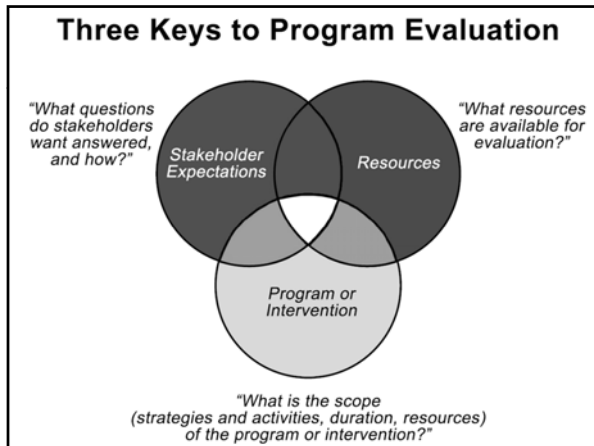 Three Keys to Program Evaluation
“What questions
do stakeholders
want answered,
and how?”
Stakeholder
Expectations
Resources
“What resources
are available for
evaluation?”
Program or
Intervention
“What is the scope
(strategies and activities, duration, resources)
of the program or intervention?”